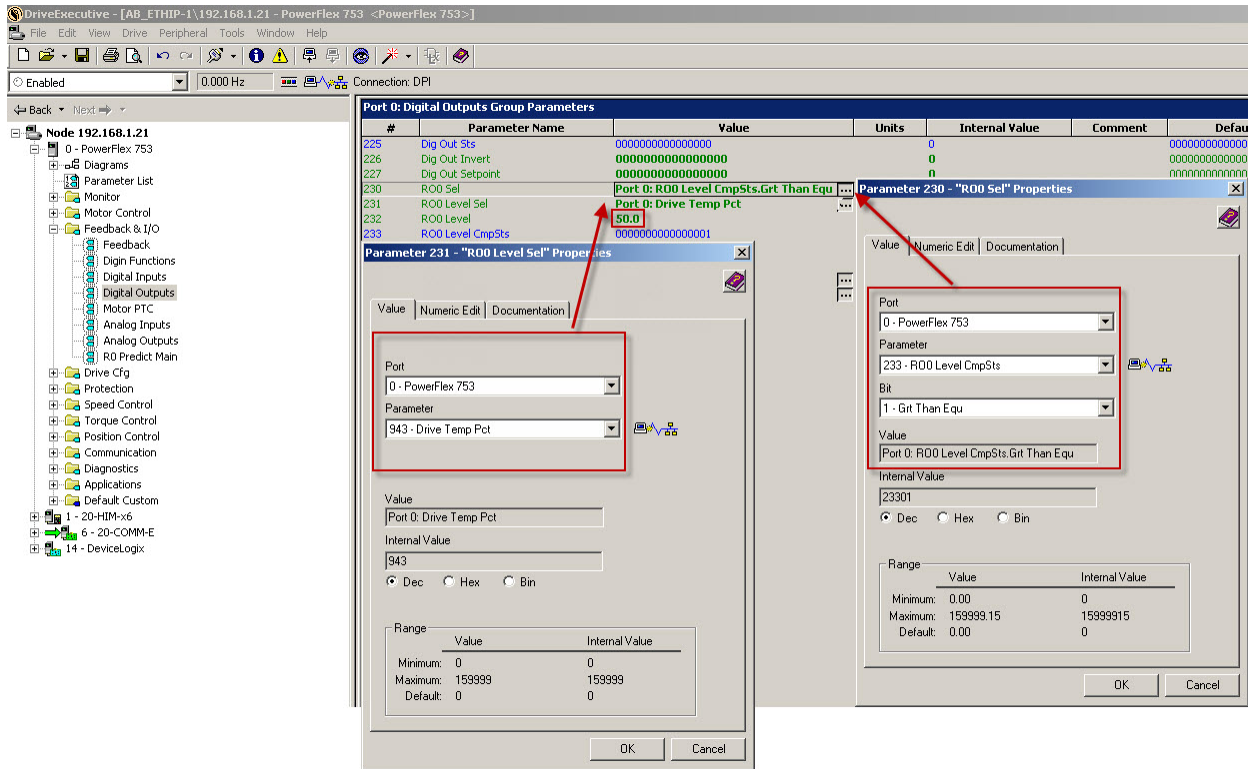 DriveExecutive - [AB_ETHIP-1\192.168.1.21 - PowerFlex 753 <PowerFlex 753>]
File Edit View Drive Peripheral Tools Window Help
Enabled 0.000 Hz Connection: DPI
Back Next
Node 192.168.1.21
0 - PowerFlex 753
Diagrams
Parameter List
Monitor
Motor Control
Feedback & I/O
Feedback
Digin Functions
Digital Inputs
Digital Outputs
Motor PTC
Analog Inputs
Analog Outputs
R0 Predict Main
Drive Cfg
Protection
Speed Control
Torque Control
Position Control
Communication
Diagnostics
Applications
Default Custom
1 - 20-HIM-x6
6 - 20-COMM-E
14 - DeviceLogix
Port 0: Digital Outputs Group Parameters
# Parameter Name Value Units Internal Value Comment Defau
225 Dig Out Sts 0000000000000000 0 0000000000000
226 Dig Out Invert 0000000000000000 0 0000000000000
227 Dig Out Setpoint 0000000000000000 0 0000000000000
230 RO0 Sel Port 0: RO0 Level CmpSts.Grt Than Equ ...
231 RO0 Level Sel Port 0: Drive Temp Pct ...
232 RO0 Level 50.0
233 RO0 Level CmpSts 0000000000000001
Parameter 231 - "RO0 Level Sel" Properties
Value Numeric Edit Documentation
Port
0 - PowerFlex 753
Parameter
943 - Drive Temp Pct
Value
Port 0: Drive Temp Pct
Internal Value
943
Dec Hex Bin
Range
Value Internal Value
Minimum: 0 0
Maximum: 159999 159999
Default: 0 0
OK Cancel
Parameter 230 - "RO0 Sel" Properties
Value Numeric Edit Documentation
Port
0 - PowerFlex 753
Parameter
233 - RO0 Level CmpSts
Bit
1 - Grt Than Equ
Value
Port 0: RO0 Level CmpSts.Grt Than Equ
Internal Value
23301
Dec Hex Bin
Range
Value Internal Value
Minimum: 0.00 0
Maximum: 159999.15 15999915
Default: 0.00 0
OK Cancel